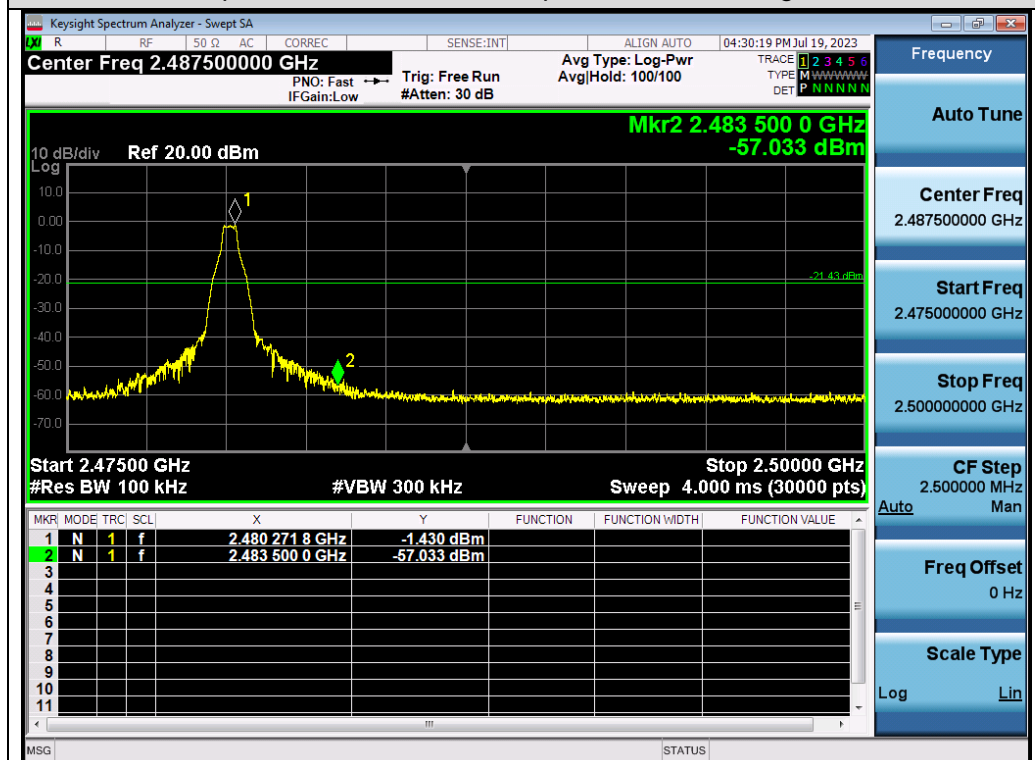 Keysight Spectrum Analyzer - Swept SA
LXI R RF 50 Ω AC CORREC SENSE:INT ALIGN AUTO 04:30:19 PM Jul 19, 2023
Center Freq 2.487500000 GHz
PNO: Fast
IFGain:Low
Trig: Free Run
#Atten: 30 dB
Avg Type: Log-Pwr
Avg|Hold: 100/100
TRACE 1 2 3 4 5 6
TYPE M WWWWW
DET P N N N N N
Mkr2 2.483 500 0 GHz
-57.033 dBm
10 dB/div Ref 20.00 dBm
Log
10.0
0.00
-10.0
-20.0
-30.0
-40.0
-50.0
-60.0
-70.0
1
2
-21.43 dBm
Start 2.47500 GHz Stop 2.50000 GHz
#Res BW 100 kHz #VBW 300 kHz Sweep 4.000 ms (30000 pts)
MKR MODE TRC SCL X Y FUNCTION FUNCTION WIDTH FUNCTION VALUE
1 N 1 f 2.480 271 8 GHz -1.430 dBm
2 N 1 f 2.483 500 0 GHz -57.033 dBm
3
4
5
6
7
8
9
10
11
MSG STATUS
Frequency
Auto Tune
Center Freq
2.487500000 GHz
Start Freq
2.475000000 GHz
Stop Freq
2.500000000 GHz
CF Step
2.500000 MHz
Auto Man
Freq Offset
0 Hz
Scale Type
Log Lin